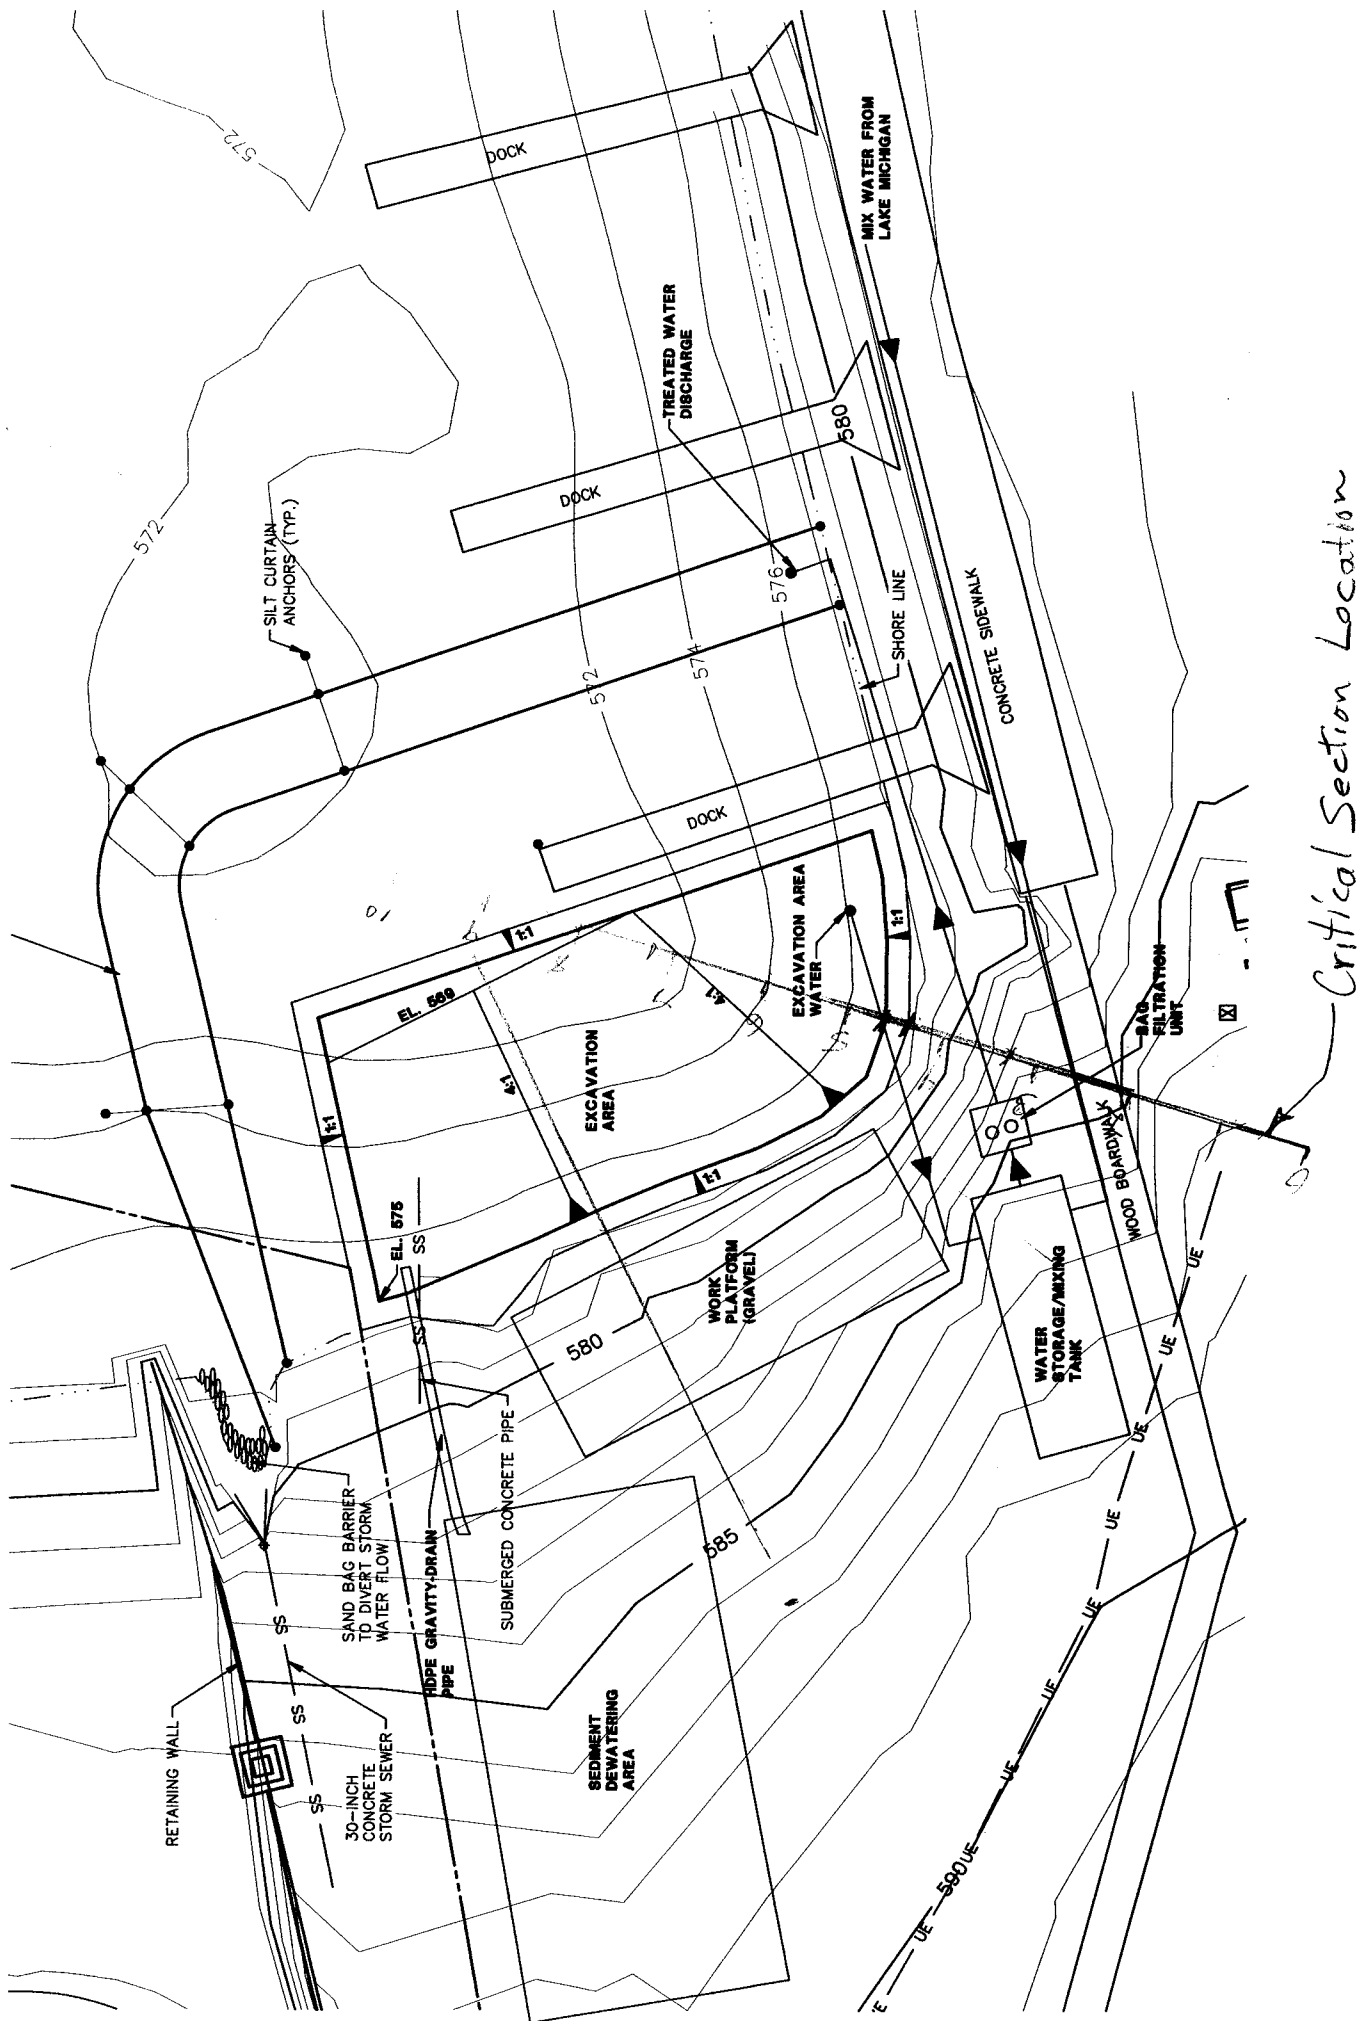 572
572
DOCK
MIX WATER FROM
LAKE MICHIGAN
TREATED WATER
DISCHARGE
580
DOCK
SILT CURTAIN
ANCHORS (TYP.)
576
572
574
SHORE LINE
CONCRETE SIDEWALK
DOCK
1:1
EL. 569
EXCAVATION AREA
EXCAVATION
WATER
1:1
4:1
4:1
EXCAVATION
AREA
1:1
1:1
BAG
FILTRATION
UNIT
Critical Section Location
WOOD BOARDWALK
EL. 575
SS
SS
WORK
PLATFORM
(GRAVEL)
580
WATER
STORAGE/MIXING
TANK
UE
UE
UE
UE
UE
UE
UE
UE
UE
UE
SUBMERGED CONCRETE PIPE
SAND BAG BARRIER
TO DIVERT STORM
WATER FLOW
HDPE GRAVITY-DRAIN
PIPE
585
590
SS
SS
SS
RETAINING WALL
30-INCH
CONCRETE
STORM SEWER
SEDIMENT
DEWATERING
AREA